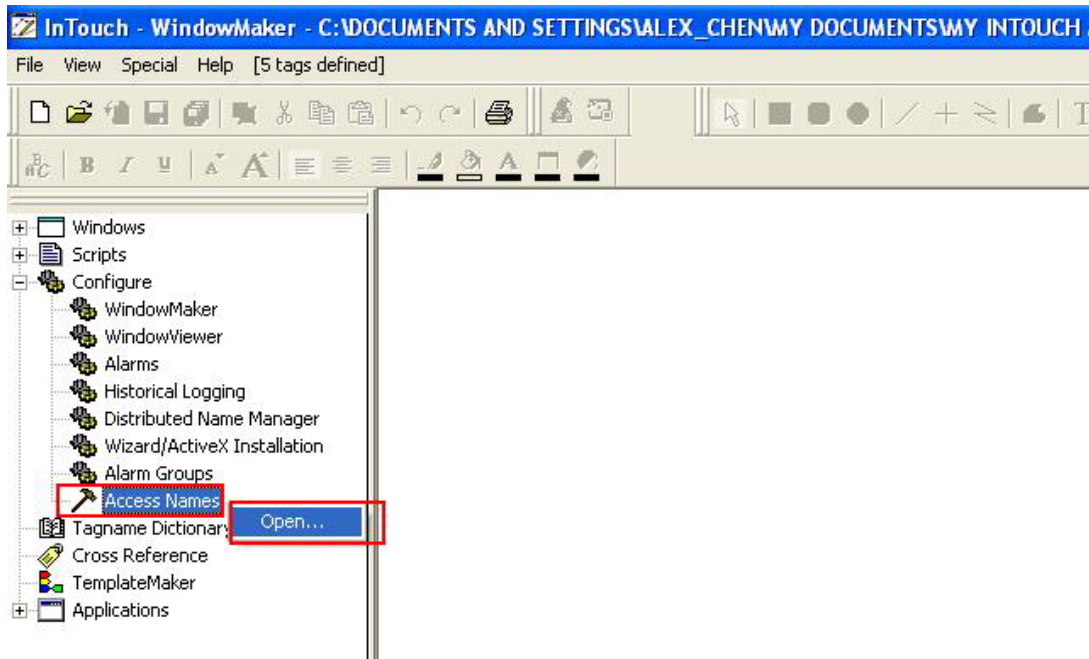 InTouch - WindowMaker - C:\DOCUMENTS AND SETTINGS\ALEX_CHEN\MY DOCUMENTS\MY INTOUCH
File View Special Help [5 tags defined]
T
ABC B I U A A A
Windows
Scripts
Configure
WindowMaker
WindowViewer
Alarms
Historical Logging
Distributed Name Manager
Wizard/ActiveX Installation
Alarm Groups
Access Names
Open...
Tagname Dictionary
Cross Reference
TemplateMaker
Applications